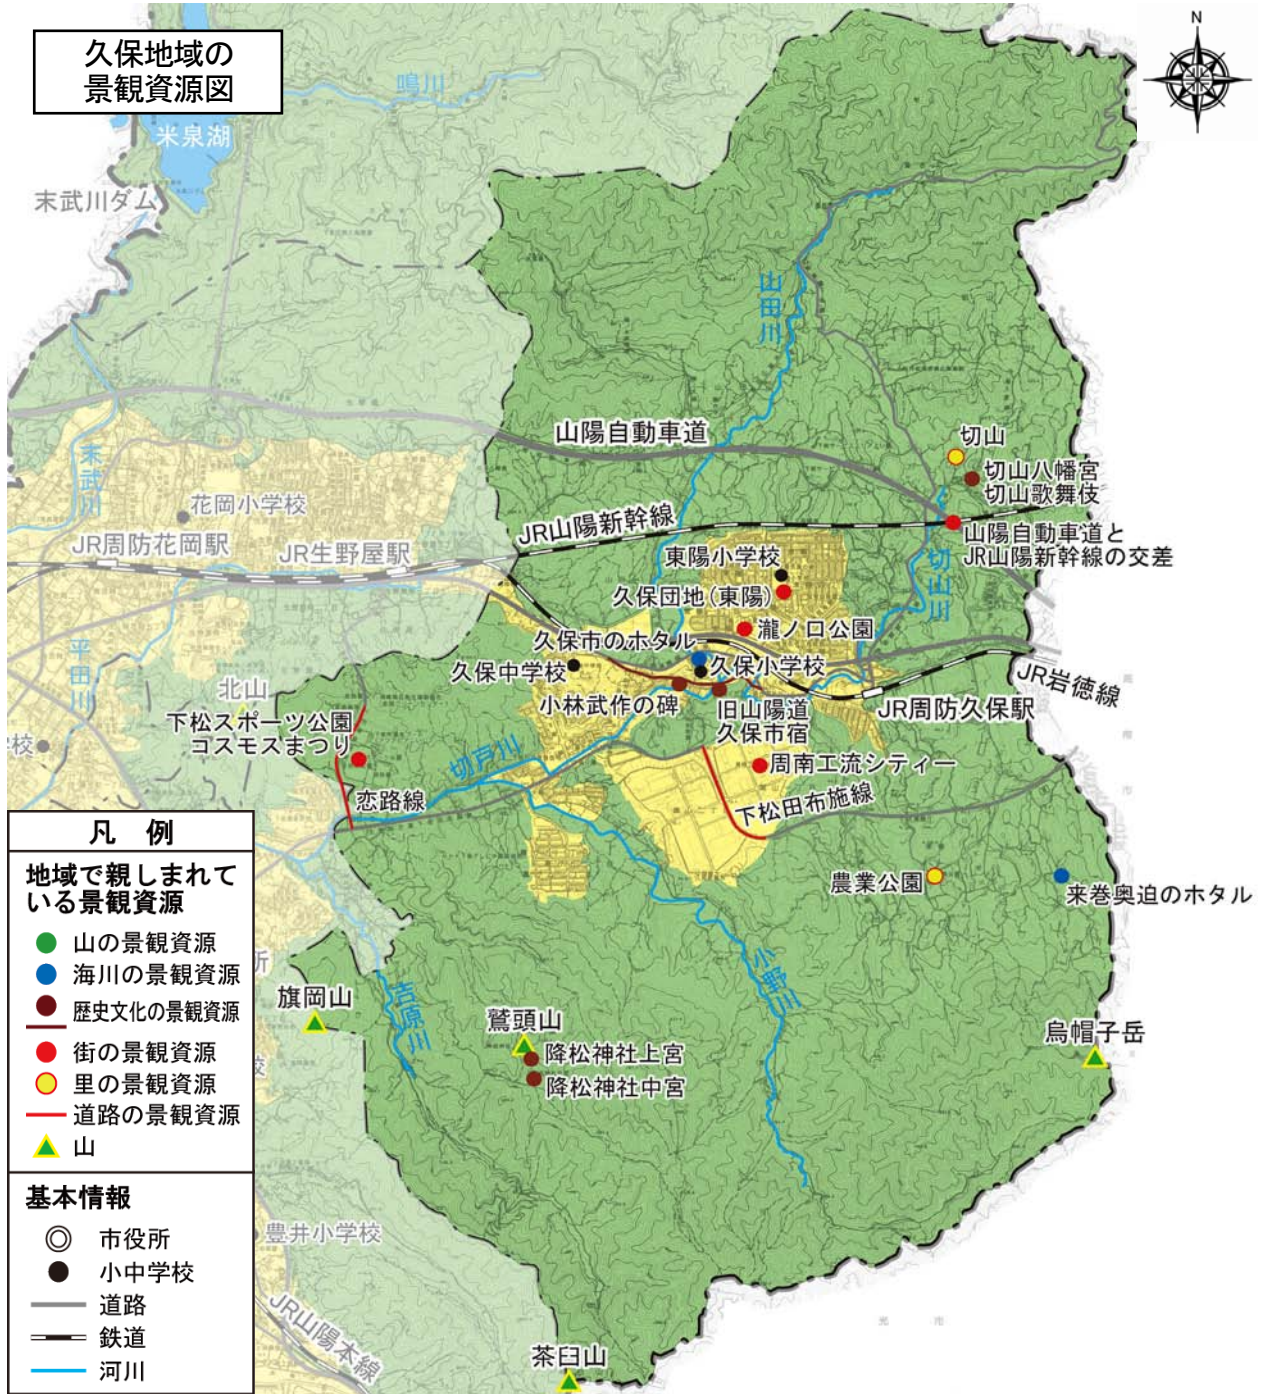 久保地域の
景観資源図
N
鳴川
米泉湖
末武川ダム
山田川
山陽自動車道
切山
切山八幡宮
切山歌舞伎
末武川
花岡小学校
JR山陽新幹線
山陽自動車道と
JR山陽新幹線の交差
JR周防花岡駅
JR生野屋駅
東陽小学校
切山川
久保団地(東陽)
瀧ノ口公園
久保市のホタル
久保中学校
久保小学校
平田川
北山
JR岩徳線
小林武作の碑
旧山陽道
久保市宿
JR周防久保駅
下松スポーツ公園
コスモスまつり
校
切戸川
周南工流シティー
恋路線
下松田布施線
農業公園
来巻奥迫のホタル
所
小野川
旗岡山
吉原川
鷲頭山
烏帽子岳
降松神社上宮
降松神社中宮
校
豊井小学校
JR山陽本線
茶臼山
光市
凡 例
地域で親しまれて
いる景観資源
山の景観資源
海川の景観資源
歴史文化の景観資源
街の景観資源
里の景観資源
道路の景観資源
山
基本情報
市役所
小中学校
道路
鉄道
河川